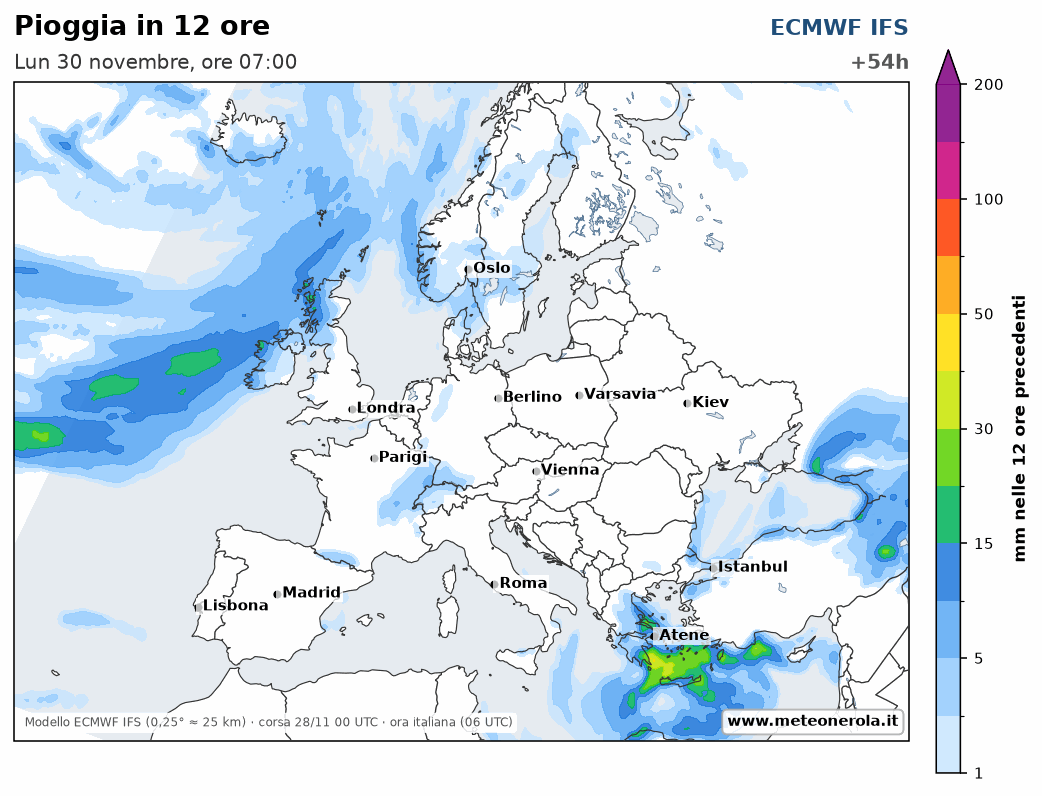 Pioggia in 12 ore
ECMWF IFS
Lun 30 novembre, ore 07:00
+54h
200
100
50
30
15
5
1
mm nelle 12 ore precedenti
Oslo
Berlino
Varsavia
Kiev
Londra
Parigi
Vienna
Istanbul
Roma
Madrid
Lisbona
Atene
Modello ECMWF IFS (0,25° ≈ 25 km) · corsa 28/11 00 UTC · ora italiana (06 UTC)
www.meteonerola.it